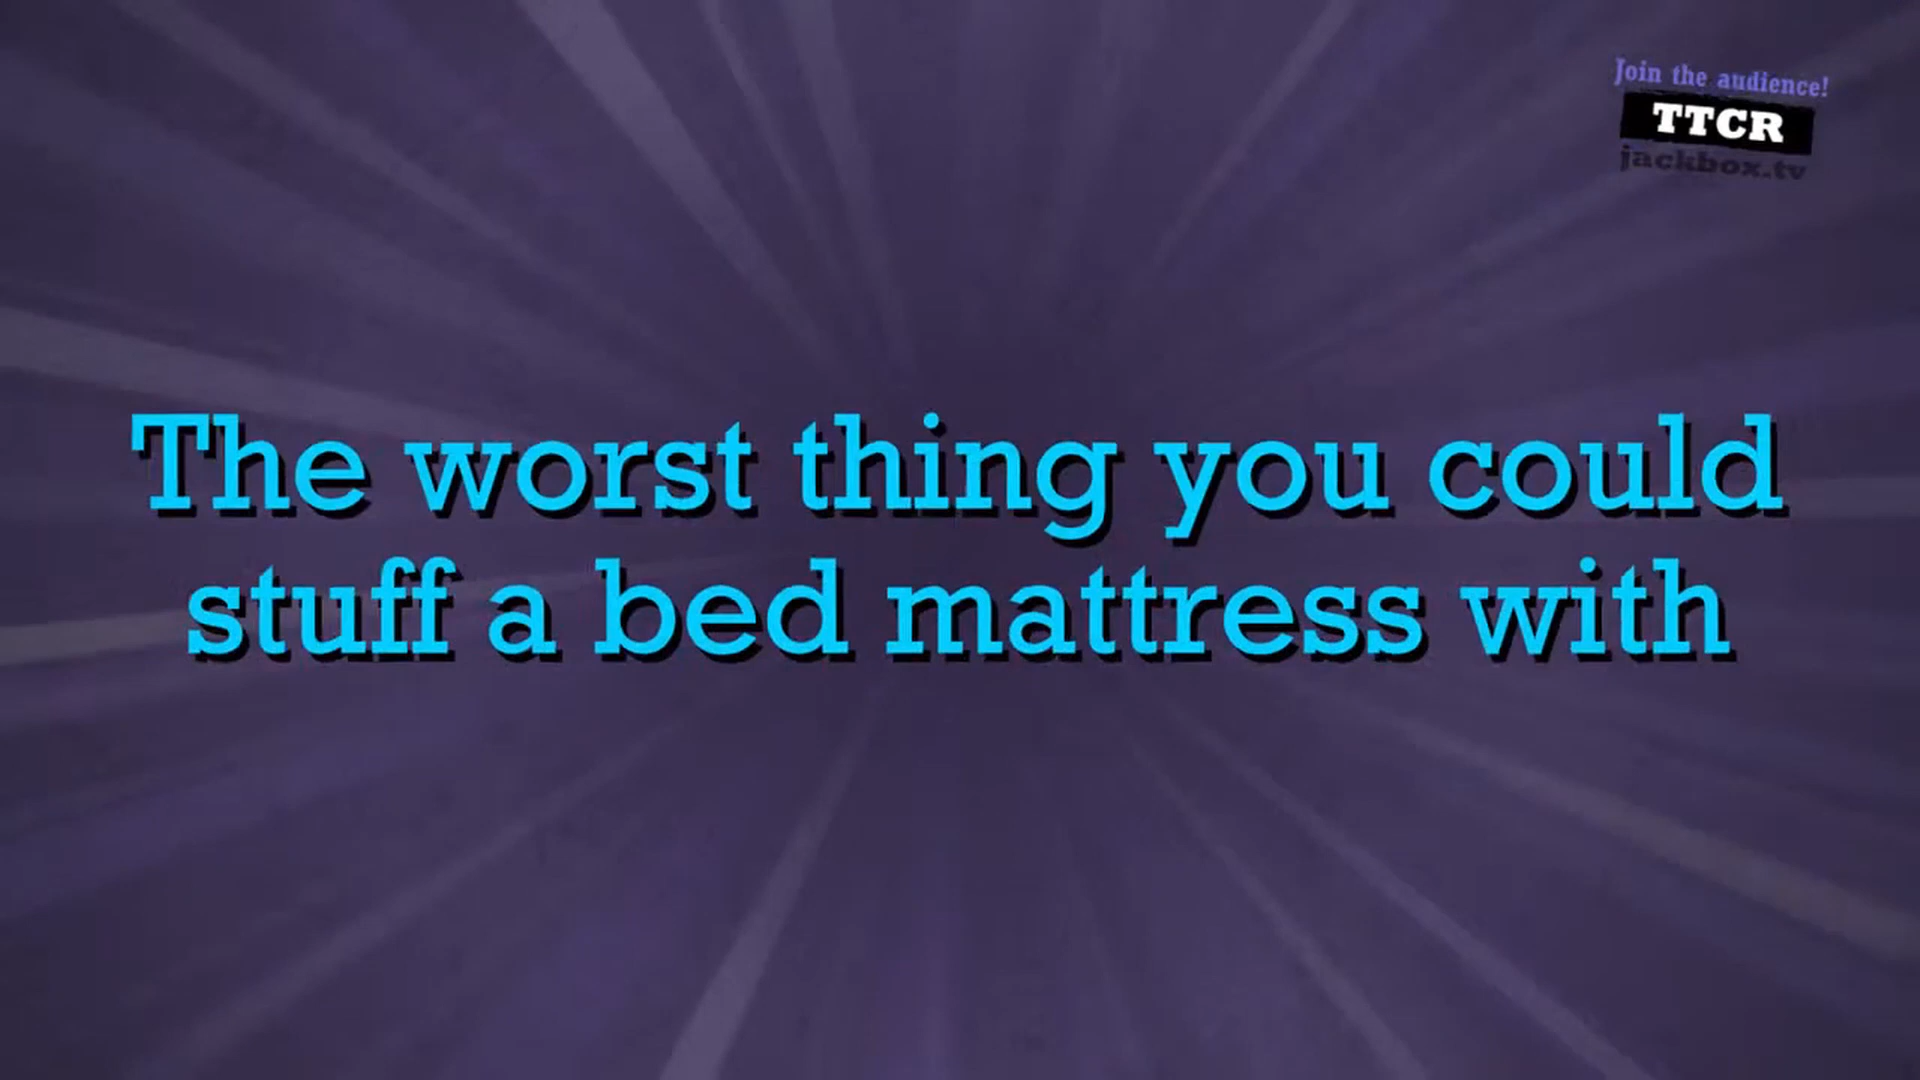 Join the audience!
TTCR
jackbox.tv
The worst thing you could
stuff a bed mattress with